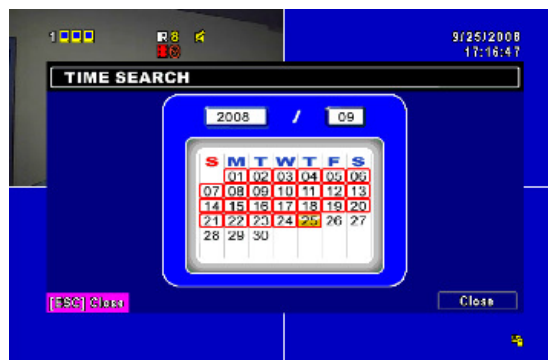 1
R 8
9/25/2008
17:16:47
TIME SEARCH
2008 / 09
S M T W T F S
01 02 03 04 05 06
07 08 09 10 11 12 13
14 15 16 17 18 19 20
21 22 23 24 25 26 27
28 29 30
[ESC] Close
Close